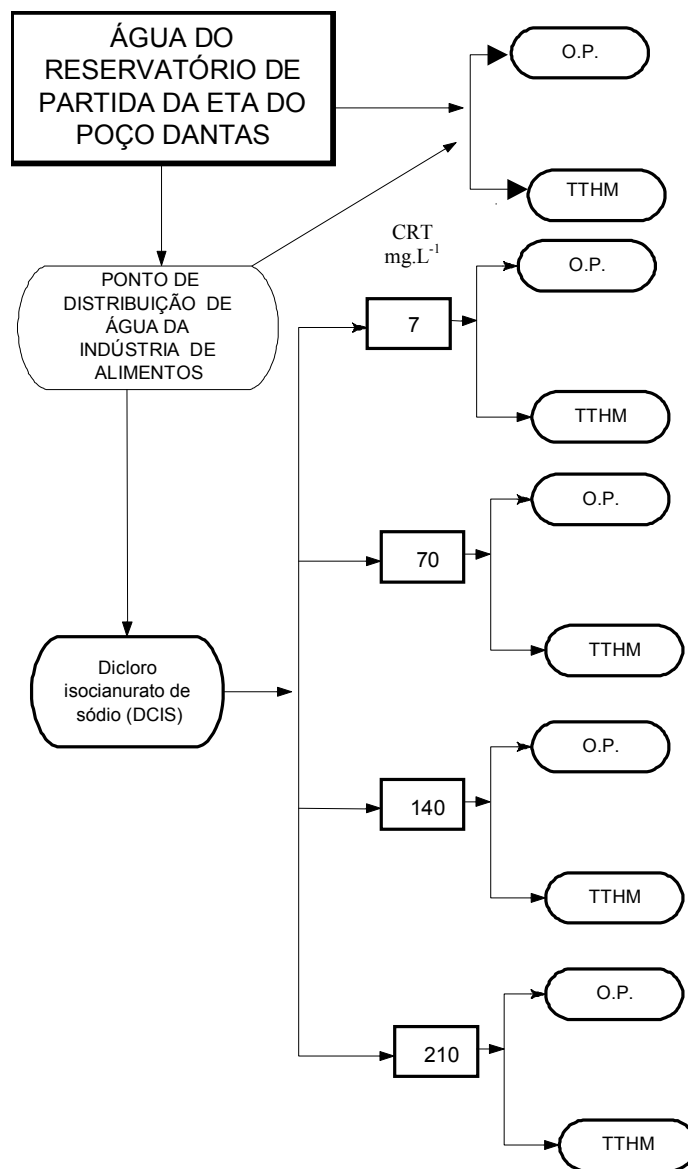 ÁGUA DO
RESERVATÓRIO DE
PARTIDA DA ETA DO
POÇO DANTAS
O.P.
TTHM
CRT
mg.L⁻¹
PONTO DE
DISTRIBUIÇÃO DE
ÁGUA DA
INDÚSTRIA DE
ALIMENTOS
7
O.P.
TTHM
70
O.P.
TTHM
Dicloro
isocianurato de
sódio (DCIS)
140
O.P.
TTHM
210
O.P.
TTHM